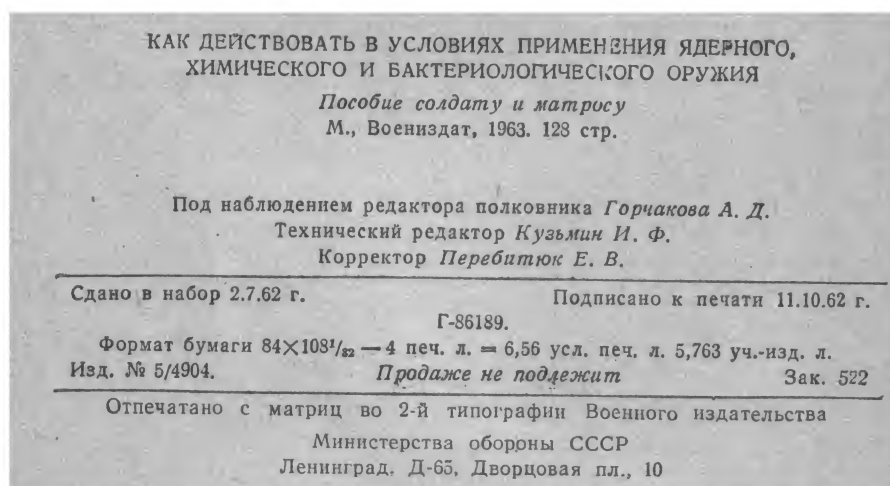 КАК ДЕЙСТВОВАТЬ В УСЛОВИЯХ ПРИМЕНЕНИЯ ЯДЕРНОГО,
ХИМИЧЕСКОГО И БАКТЕРИОЛОГИЧЕСКОГО ОРУЖИЯ
Пособие солдату и матросу
М., Воениздат, 1963. 128 стр.
Под наблюдением редактора полковника Горчакова А. Д.
Технический редактор Кузьмин И. Ф.
Корректор Перебитюк Е. В.
Сдано в набор 2.7.62 г. Подписано к печати 11.10.62 г.
Г-86189.
Формат бумаги 84×108¹/₃₂ — 4 печ. л. = 6,56 усл. печ. л. 5,763 уч.-изд. л.
Изд. № 5/4904. Продаже не подлежит Зак. 522
Отпечатано с матриц во 2-й типографии Военного издательства
Министерства обороны СССР
Ленинград, Д-65, Дворцовая пл., 10